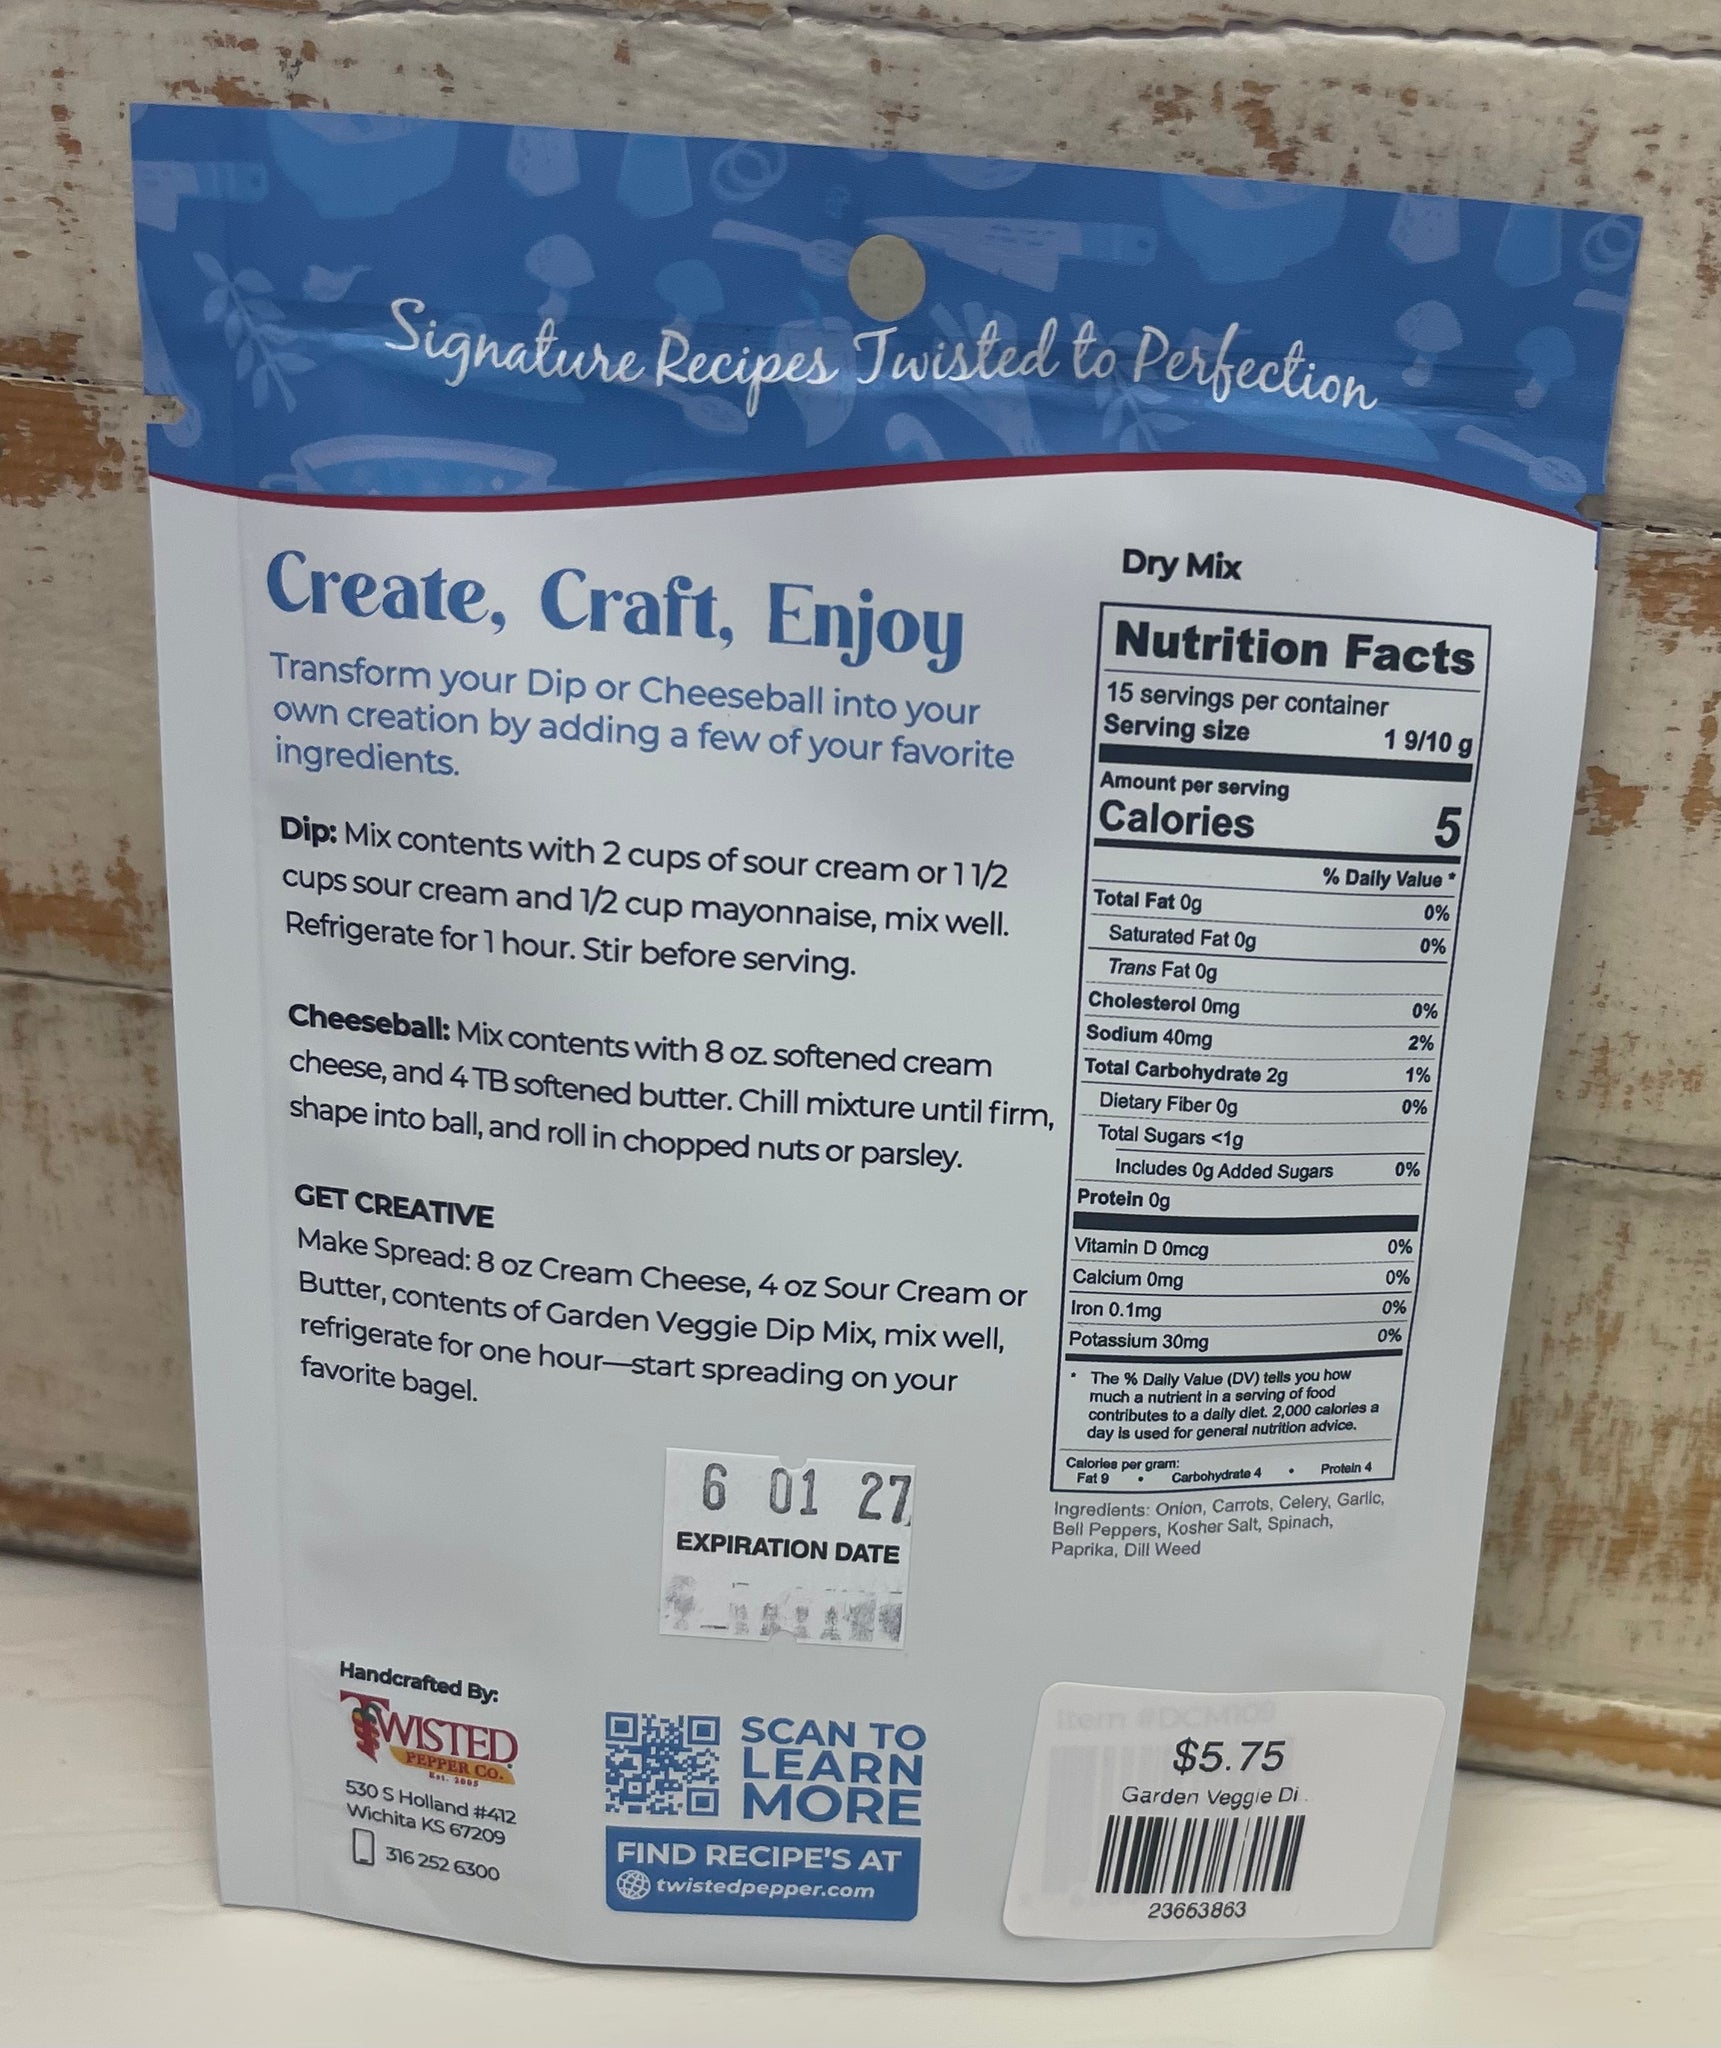 Signature Recipes Twisted to Perfection
Create, Craft, Enjoy
Transform your Dip or Cheeseball into your
own creation by adding a few of your favorite
ingredients.
Dip: Mix contents with 2 cups of sour cream or 1 1/2
cups sour cream and 1/2 cup mayonnaise, mix well.
Refrigerate for 1 hour. Stir before serving.
Cheeseball: Mix contents with 8 oz. softened cream
cheese, and 4 TB softened butter. Chill mixture until firm,
shape into ball, and roll in chopped nuts or parsley.
GET CREATIVE
Make Spread: 8 oz Cream Cheese, 4 oz Sour Cream or
Butter, contents of Garden Veggie Dip Mix, mix well,
refrigerate for one hour—start spreading on your
favorite bagel.
6 01 27
EXPIRATION DATE
Handcrafted By:
TWISTED
PEPPER CO.
Est. 2005
530 S Holland #412
Wichita KS 67209
316 252 6300
SCAN TO
LEARN
MORE
FIND RECIPE'S AT
twistedpepper.com
Dry Mix
Nutrition Facts
15 servings per container
Serving size 1 9/10 g
Amount per serving
Calories 5
% Daily Value *
Total Fat 0g 0%
Saturated Fat 0g 0%
Trans Fat 0g
Cholesterol 0mg 0%
Sodium 40mg 2%
Total Carbohydrate 2g 1%
Dietary Fiber 0g 0%
Total Sugars <1g
Includes 0g Added Sugars 0%
Protein 0g
Vitamin D 0mcg 0%
Calcium 0mg 0%
Iron 0.1mg 0%
Potassium 30mg 0%
* The % Daily Value (DV) tells you how
much a nutrient in a serving of food
contributes to a daily diet. 2,000 calories a
day is used for general nutrition advice.
Calories per gram:
Fat 9 • Carbohydrate 4 • Protein 4
Ingredients: Onion, Carrots, Celery, Garlic,
Bell Peppers, Kosher Salt, Spinach,
Paprika, Dill Weed
Item #DCM109
$5.75
Garden Veggie Di..
23663863